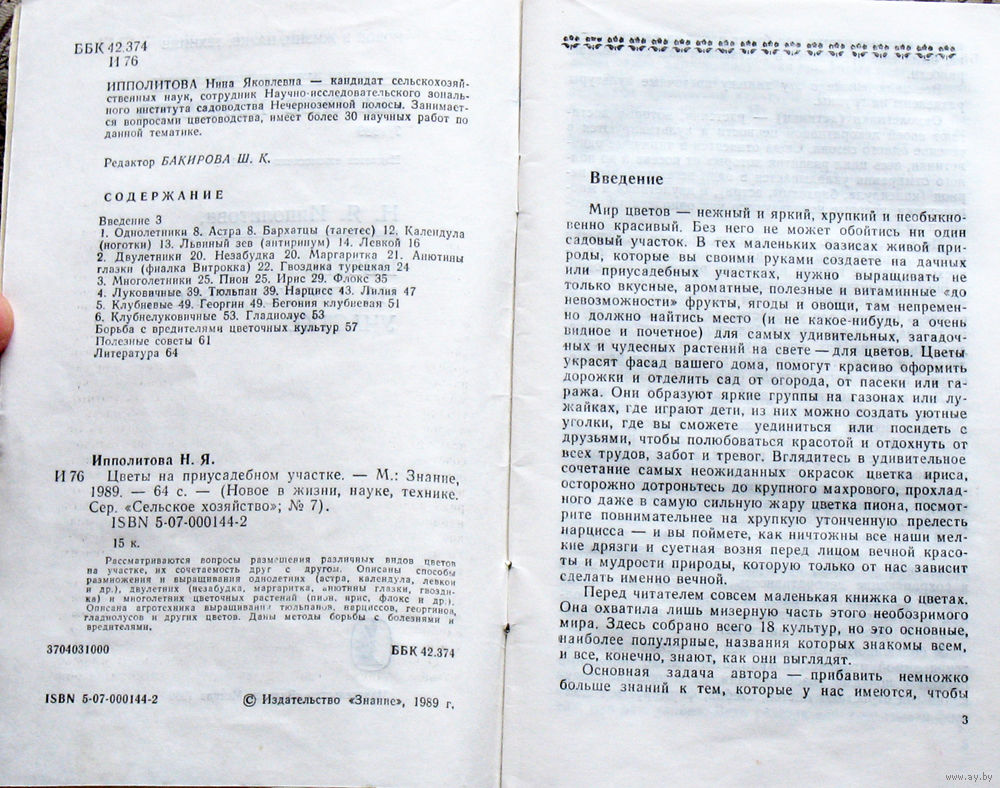 ББК 42.374
И 76
ИППОЛИТОВА Нина Яковлевна — кандидат сельскохозяй-
ственных наук, сотрудник Научно-исследовательского зональ-
ного института садоводства Нечерноземной полосы. Занимает-
ся вопросами цветоводства, имеет более 30 научных работ по
данной тематике.
Редактор БАКИРОВА Ш. К.
СОДЕРЖАНИЕ
Введение 3
1. Однолетники 8. Астра 8. Бархатцы (тагетес) 12. Календула
(ноготки) 13. Львиный зев (антиринум) 14. Левкой 16
2. Двулетники 20. Незабудка 20. Маргаритка 21. Анютины
глазки (фиалка Витрокка) 22. Гвоздика турецкая 24
3. Многолетники 25. Пион 25. Ирис 29. Флокс 35
4. Луковичные 39. Тюльпан 39. Нарцисс 43. Лилия 47
5. Клубневые 49. Георгин 49. Бегония клубневая 51
6. Клубнелуковичные 53. Гладиолус 53
Борьба с вредителями цветочных культур 57
Полезные советы 61
Литература 64
Ипполитова Н. Я.
И 76 Цветы на приусадебном участке. — М.: Знание,
1989. — 64 с. — (Новое в жизни, науке, технике.
Сер. «Сельское хозяйство»; № 7).
ISBN 5-07-000144-2
15 к.
Рассматриваются вопросы размещения различных видов цветов
на участке, их сочетаемость друг с другом. Описаны способы
размножения и выращивания однолетних (астра, календула, левкой
и др.), двулетних (незабудка, маргаритка, анютины глазки, гвозди-
ка) и многолетних цветочных растений (пион, ирис, флокс и др.).
Описана агротехника выращивания тюльпанов, нарциссов, георгинов,
гладиолусов и других цветов. Даны методы борьбы с болезнями и
вредителями.
3704031000 ББК 42.374
ISBN 5-07-000144-2 © Издательство «Знание», 1989 г.
Введение
Мир цветов — нежный и яркий, хрупкий и необыкно-
венно красивый. Без него не может обойтись ни один
садовый участок. В тех маленьких оазисах живой при-
роды, которые вы своими руками создаете на дачных
или приусадебных участках, нужно выращивать не
только вкусные, ароматные, полезные и витаминные «до
невозможности» фрукты, ягоды и овощи, там непремен-
но должно найтись место (и не какое-нибудь, а очень
видное и почетное) для самых удивительных, загадоч-
ных и чудесных растений на свете — для цветов. Цветы
украсят фасад вашего дома, помогут красиво оформить
дорожки и отделить сад от огорода, от пасеки или га-
ража. Они образуют яркие группы на газонах или лу-
жайках, где играют дети, из них можно создать уютные
уголки, где вы сможете уединиться или посидеть с
друзьями, чтобы полюбоваться красотой и отдохнуть от
всех трудов, забот и тревог. Вглядитесь в удивительное
сочетание самых неожиданных окрасок цветка ириса,
осторожно дотроньтесь до крупного махрового, прохлад-
ного даже в самую сильную жару цветка пиона, посмот-
рите повнимательнее на хрупкую утонченную прелесть
нарцисса — и вы поймете, как ничтожны все наши мел-
кие дрязги и суетная возня перед лицом вечной красо-
ты и мудрости природы, которую только от нас зависит
сделать именно вечной.
Перед читателем совсем маленькая книжка о цветах.
Она охватила лишь мизерную часть этого необозримого
мира. Здесь собрано всего 18 культур, но это основные,
наиболее популярные, названия которых знакомы всем,
и все, конечно, знают, как они выглядят.
Основная задача автора — прибавить немножко
больше знаний к тем, которые у нас имеются, чтобы
3
www.ay.by